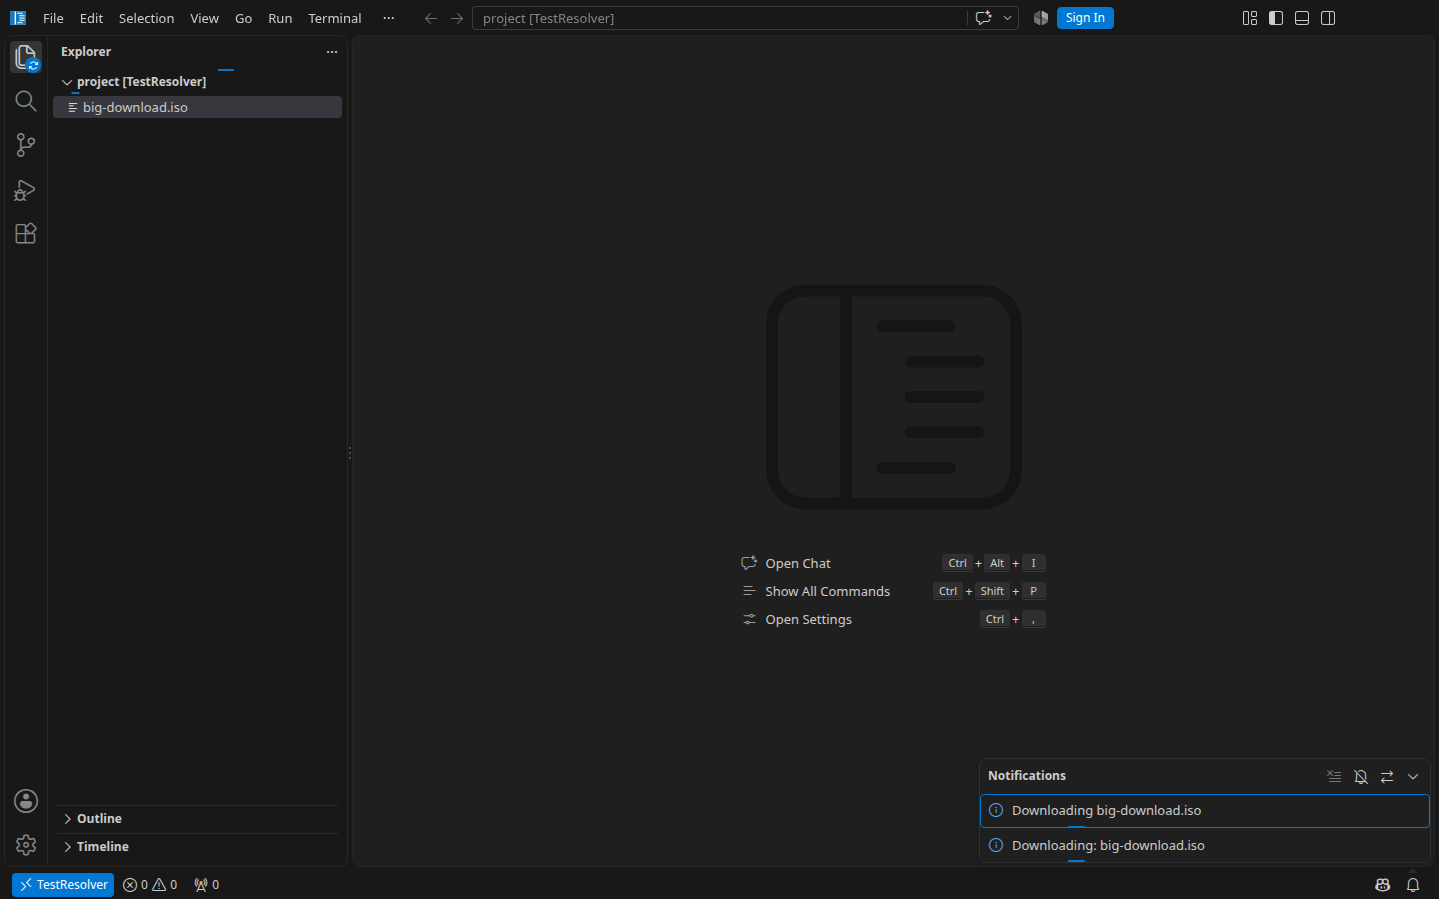 File Edit Selection View Go Run Terminal ···
project [TestResolver]
Sign In
Explorer
project [TestResolver]
big-download.iso
Open Chat Ctrl + Alt + I
Show All Commands Ctrl + Shift + P
Open Settings Ctrl + ,
Notifications
Downloading big-download.iso
Downloading: big-download.iso
Outline
Timeline
TestResolver 0 0 0